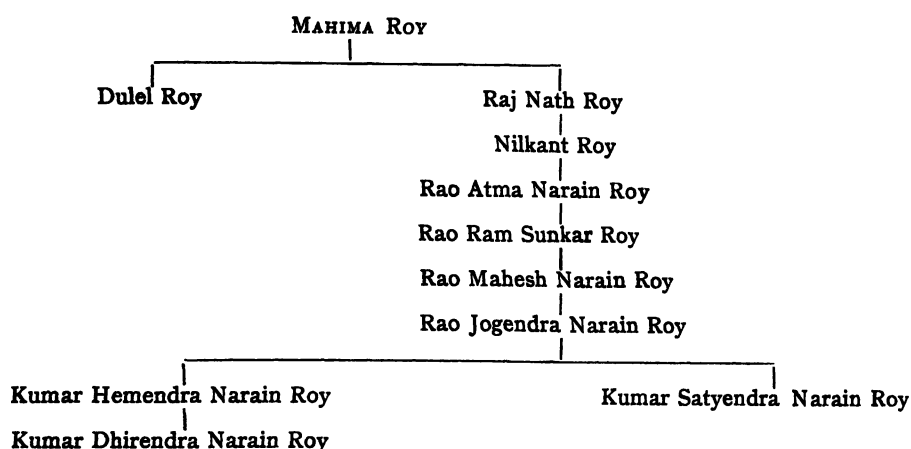 MAHIMA ROY
Dulel Roy
Raj Nath Roy
Nilkant Roy
Rao Atma Narain Roy
Rao Ram Sunkar Roy
Rao Mahesh Narain Roy
Rao Jogendra Narain Roy
Kumar Hemendra Narain Roy
Kumar Satyendra Narain Roy
Kumar Dhirendra Narain Roy